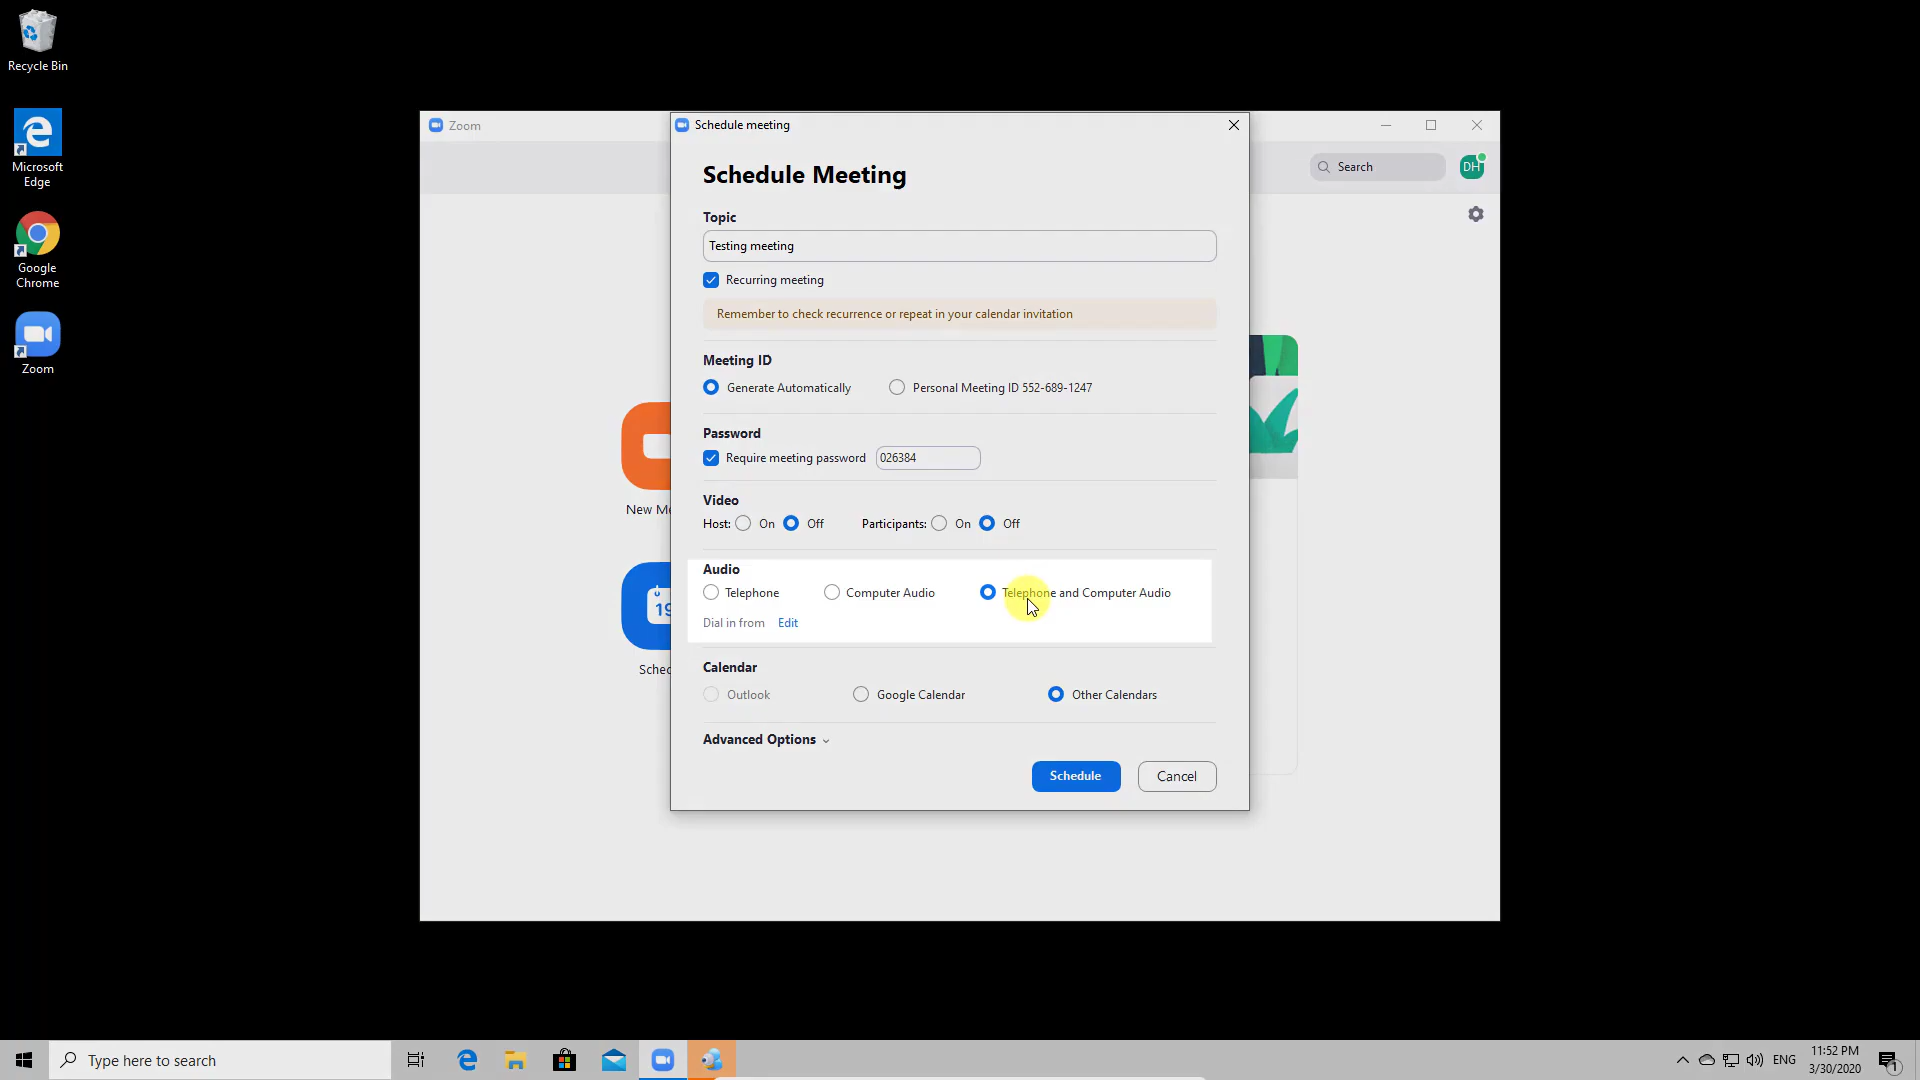 Recycle Bin
Microsoft
Edge
Google
Chrome
Zoom
Zoom
Schedule meeting
Search
DH
Schedule Meeting
Topic
Testing meeting
Recurring meeting
Remember to check recurrence or repeat in your calendar invitation
Meeting ID
Generate Automatically
Personal Meeting ID 552-689-1247
Password
Require meeting password
026384
New Me
Video
Host: On Off
Participants: On Off
Audio
Telephone
Computer Audio
Telephone and Computer Audio
Dial in from Edit
19
Sched
Calendar
Outlook
Google Calendar
Other Calendars
Advanced Options
Schedule
Cancel
Type here to search
ENG
11:52 PM
3/30/2020
1